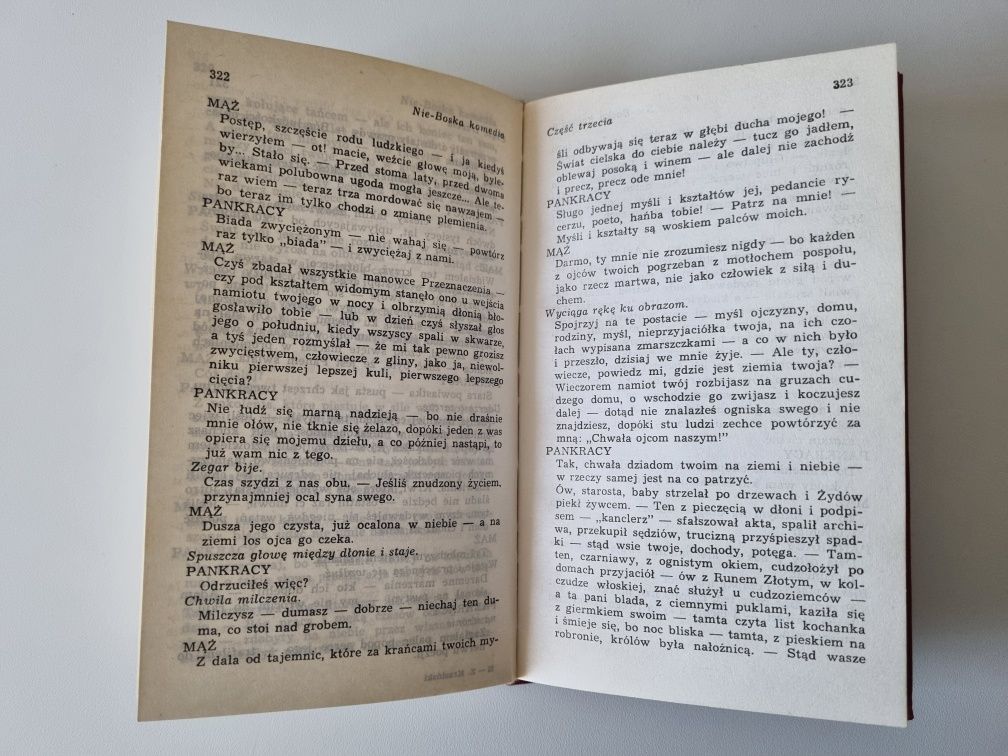 322
Nie-Boska komedia
MĄŻ
Postęp, szczęście rodu ludzkiego — i ja kiedyś
wierzyłem — ot! macie, weźcie głowę moją, byle-
by... Stało się. — Przed stoma laty, przed dwoma
wiekami polubowna ugoda mogła jeszcze... Ale te-
raz wiem — teraz trza mordować się nawzajem —
bo teraz im tylko chodzi o zmianę plemienia.
PANKRACY
Biada zwyciężonym — nie wahaj się — powtórz
raz tylko „biada” — i zwyciężaj z nami.
MĄŻ
Czyś zbadał wszystkie manowce Przeznaczenia —
czy pod kształtem widomym stanęło ono u wejścia
namiotu twojego w nocy i olbrzymią dłonią bło-
gosławiło tobie — lub w dzień czyś słyszał głos
jego o południu, kiedy wszyscy spali w skwarze,
a tyś jeden rozmyślał — że mi tak pewno grozisz
zwycięstwem, człowiecze z gliny, jako ja, niewol-
niku pierwszej lepszej kuli, pierwszego lepszego
cięcia?
PANKRACY
Nie łudź się marną nadzieją — bo nie draśnie
mnie ołów, nie tknie się żelazo, dopóki jeden z was
opiera się mojemu dziełu, a co później nastąpi, to
już wam nic z tego.
Zegar bije.
Czas szydzi z nas obu. — Jeśliś znudzony życiem,
przynajmniej ocal syna swego.
MĄŻ
Dusza jego czysta, już ocalona w niebie — a na
ziemi los ojca go czeka.
Spuszcza głowę między dłonie i staje.
PANKRACY
Odrzuciłeś więc?
Chwila milczenia.
Milczysz — dumasz — dobrze — niechaj ten du-
ma, co stoi nad grobem.
MĄŻ
Z dala od tajemnic, które za krańcami twoich my-
323
Część trzecia
śli odbywają się teraz w głębi ducha mojego! —
Świat cielska do ciebie należy — tucz go jadłem,
oblewaj posoką i winem — ale dalej nie zachodź
i precz, precz ode mnie!
PANKRACY
Sługo jednej myśli i kształtów jej, pedancie ry-
cerzu, poeto, hańba tobie! — Patrz na mnie! —
Myśli i kształty są woskiem palców moich.
MĄŻ
Darmo, ty mnie nie zrozumiesz nigdy — bo każden
z ojców twoich pogrzeban z motłochem pospołu,
jako rzecz martwa, nie jako człowiek z siłą i du-
chem.
Wyciąga rękę ku obrazom.
Spojrzyj na te postacie — myśl ojczyzny, domu,
rodziny, myśl, nieprzyjaciółka twoja, na ich czo-
łach wypisana zmarszczkami — a co w nich było
i przeszło, dzisiaj we mnie żyje. — Ale ty, czło-
wiecze, powiedz mi, gdzie jest ziemia twoja? —
Wieczorem namiot twój rozbijasz na gruzach cu-
dzego domu, o wschodzie go zwijasz i koczujesz
dalej — dotąd nie znalazłeś ogniska swego i nie
znajdziesz, dopóki stu ludzi zechce powtórzyć za
mną: „Chwała ojcom naszym!”
PANKRACY
Tak, chwała dziadom twoim na ziemi i niebie —
w rzeczy samej jest na co patrzyć.
Ów, starosta, baby strzelał po drzewach i Żydów
piekł żywcem. — Ten z pieczęcią w dłoni i podpi-
sem — „kanclerz” — sfałszował akta, spalił archi-
wa, przekupił sędziów, trucizną przyśpieszył spad-
ki — stąd wsie twoje, dochody, potęga. — Tam-
ten, czarniawy, z ognistym okiem, cudzołożył po
domach przyjaciół — ów z Runem Złotym, w kol-
czudze włoskiej, znać służył u cudzoziemców —
a ta pani blada, z ciemnymi puklami, kaziła się
z giermkiem swoim — tamta czyta list kochanka
i śmieje się, bo noc bliska — tamta, z pieskiem na
robronie, królów była nałożnicą. — Stąd wasze